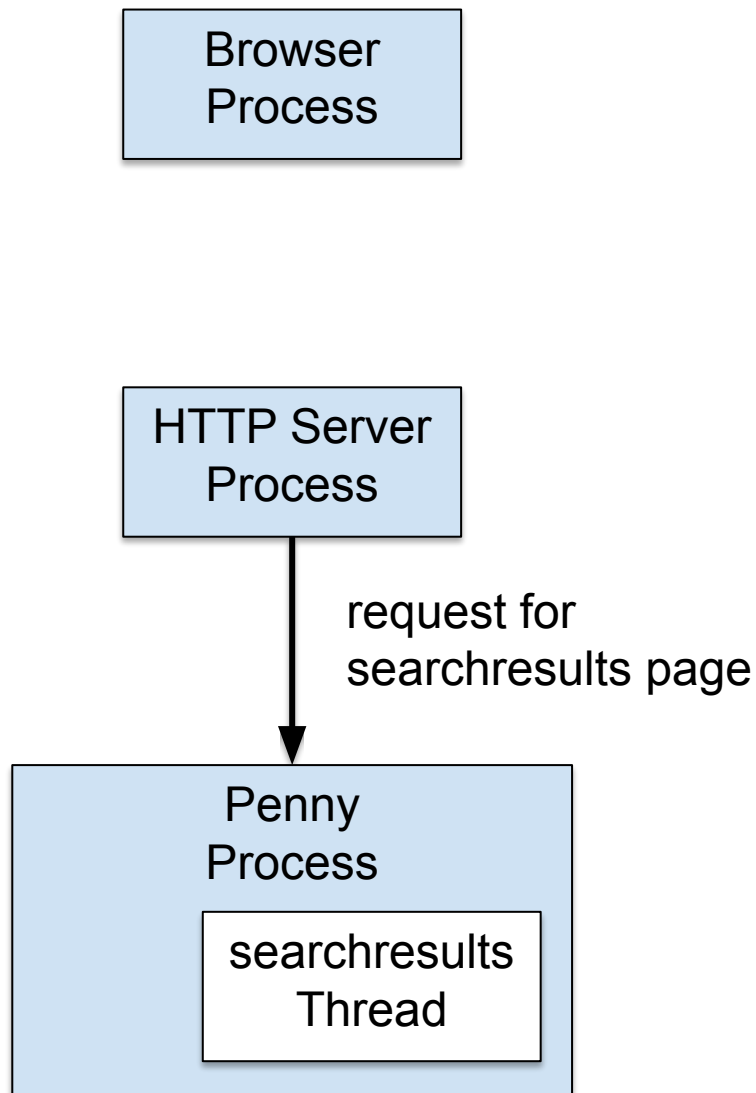 Browser
Process
HTTP Server
Process
request for
searchresults page
Penny
Process
searchresults
Thread